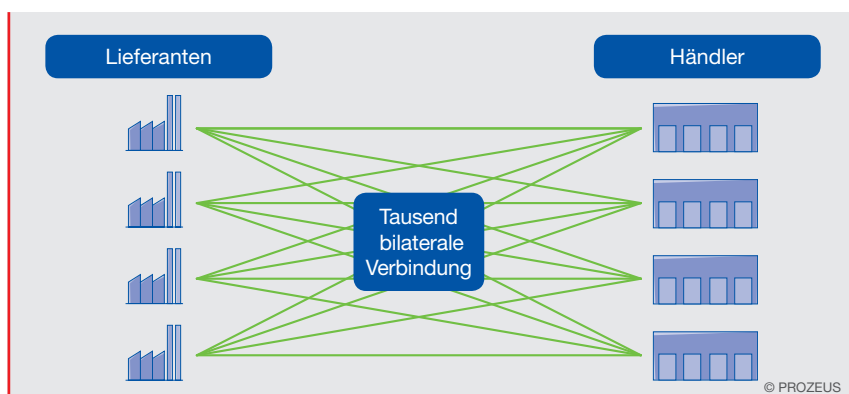 Lieferanten
Händler
Tausend
bilaterale
Verbindung
© PROZEUS